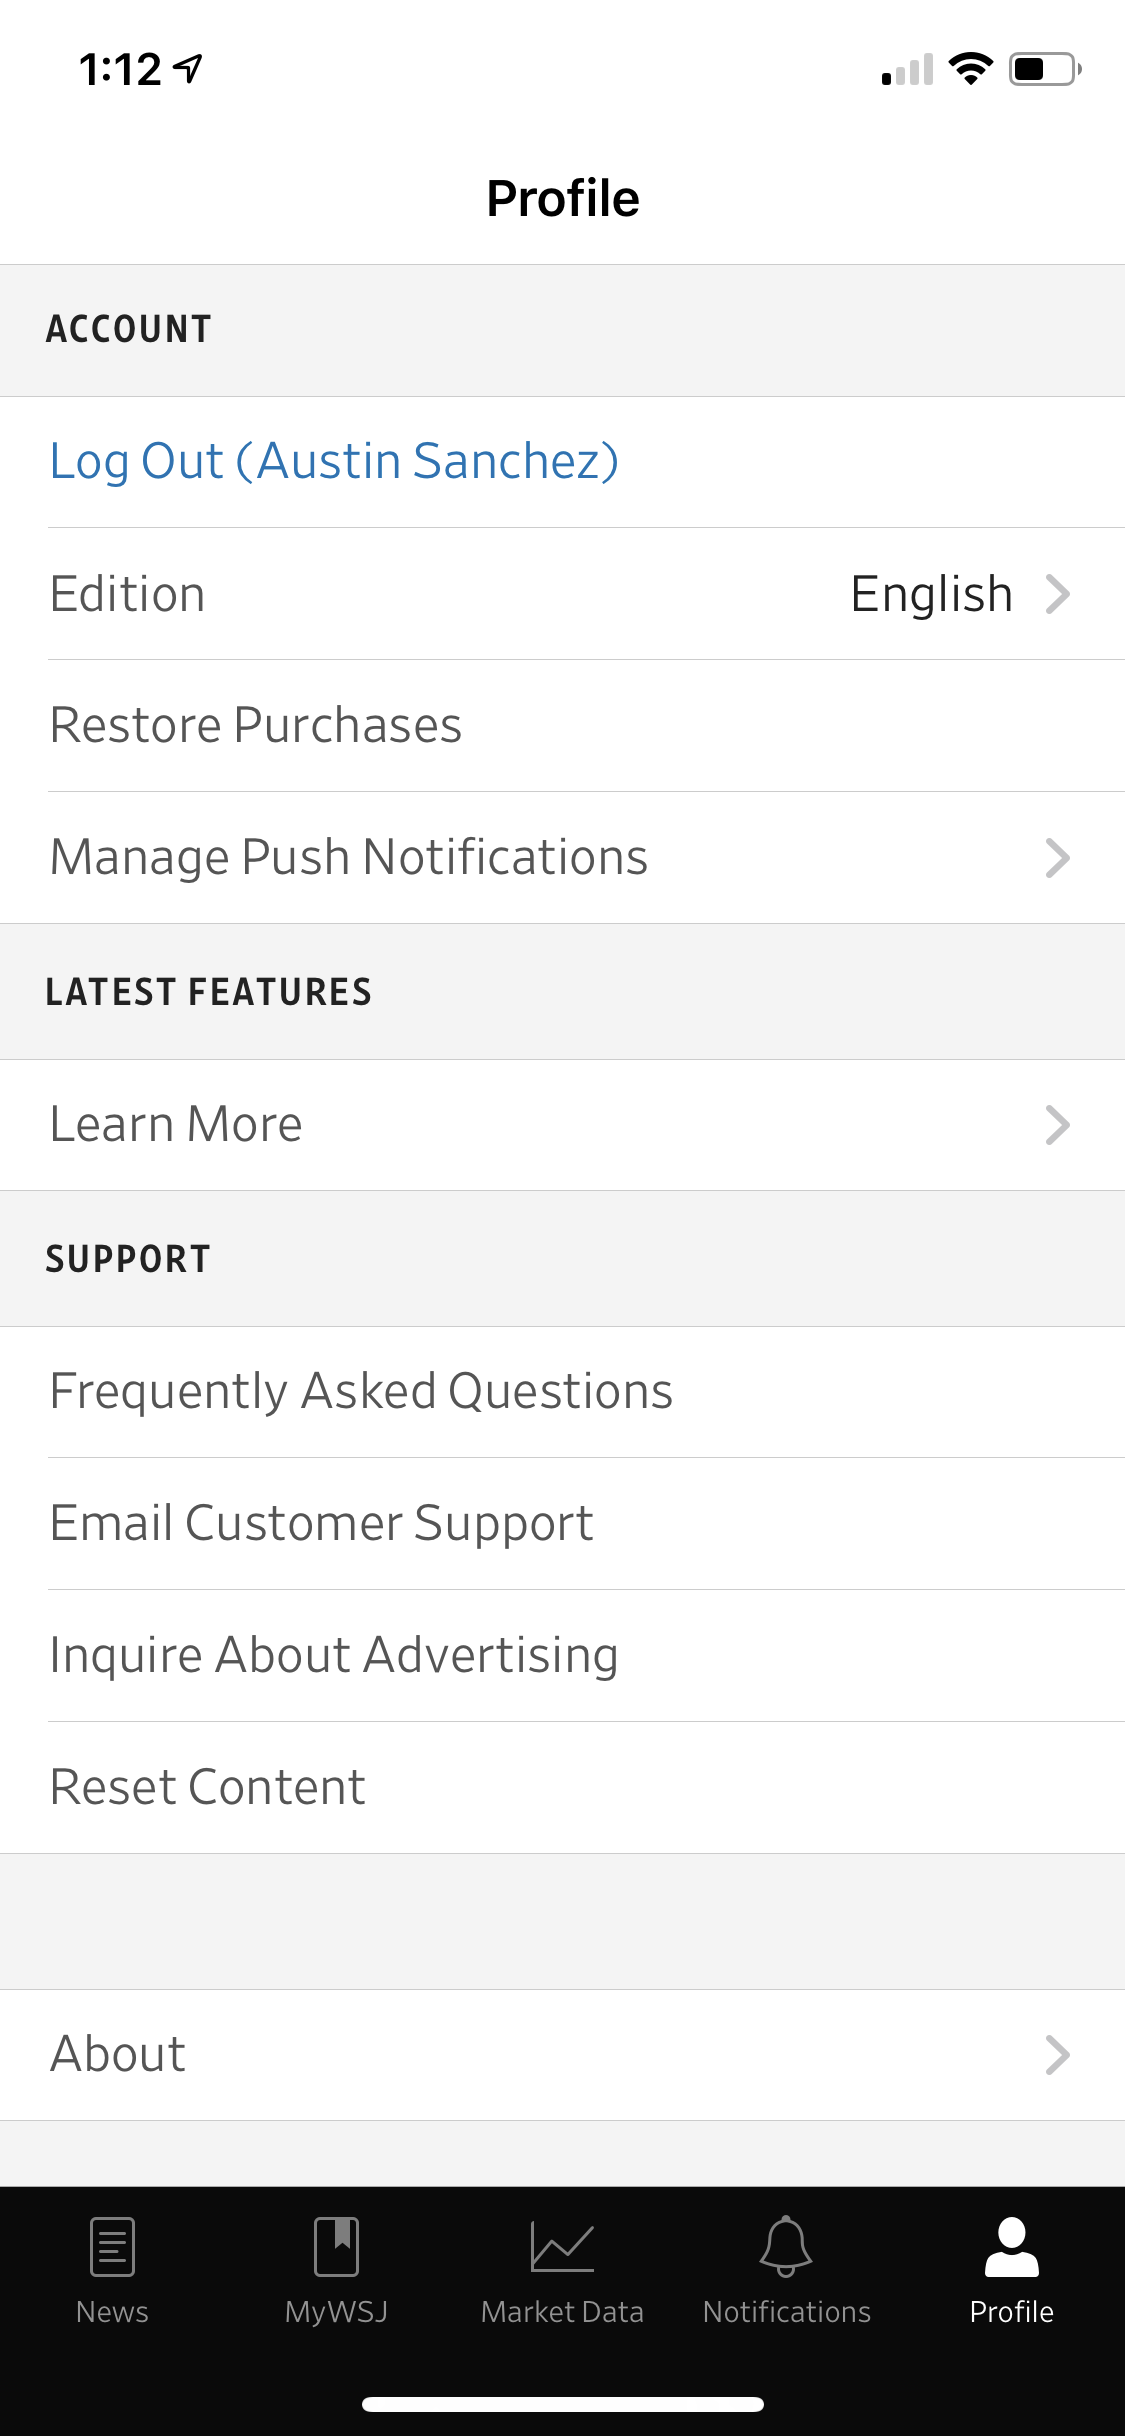 1:12
Profile
ACCOUNT
Log Out (Austin Sanchez)
Edition English
Restore Purchases
Manage Push Notifications
LATEST FEATURES
Learn More
SUPPORT
Frequently Asked Questions
Email Customer Support
Inquire About Advertising
Reset Content
About
News MyWSJ Market Data Notifications Profile